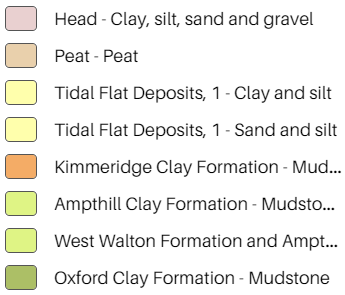 Head - Clay, silt, sand and gravel
Peat - Peat
Tidal Flat Deposits, 1 - Clay and silt
Tidal Flat Deposits, 1 - Sand and silt
Kimmeridge Clay Formation - Mud...
Ampthill Clay Formation - Mudsto...
West Walton Formation and Ampt...
Oxford Clay Formation - Mudstone